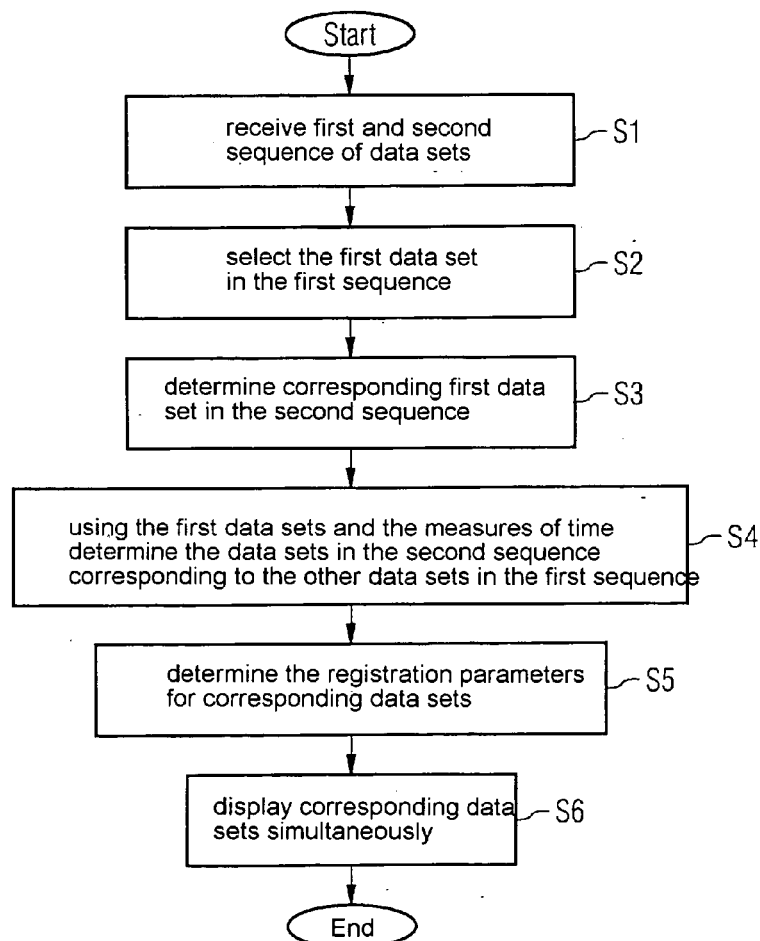 Start
receive first and second
sequence of data sets
S1
select the first data set
in the first sequence
S2
determine corresponding first data
set in the second sequence
S3
using the first data sets and the measures of time
determine the data sets in the second sequence
corresponding to the other data sets in the first sequence
S4
determine the registration parameters
for corresponding data sets
S5
display corresponding data
sets simultaneously
S6
End